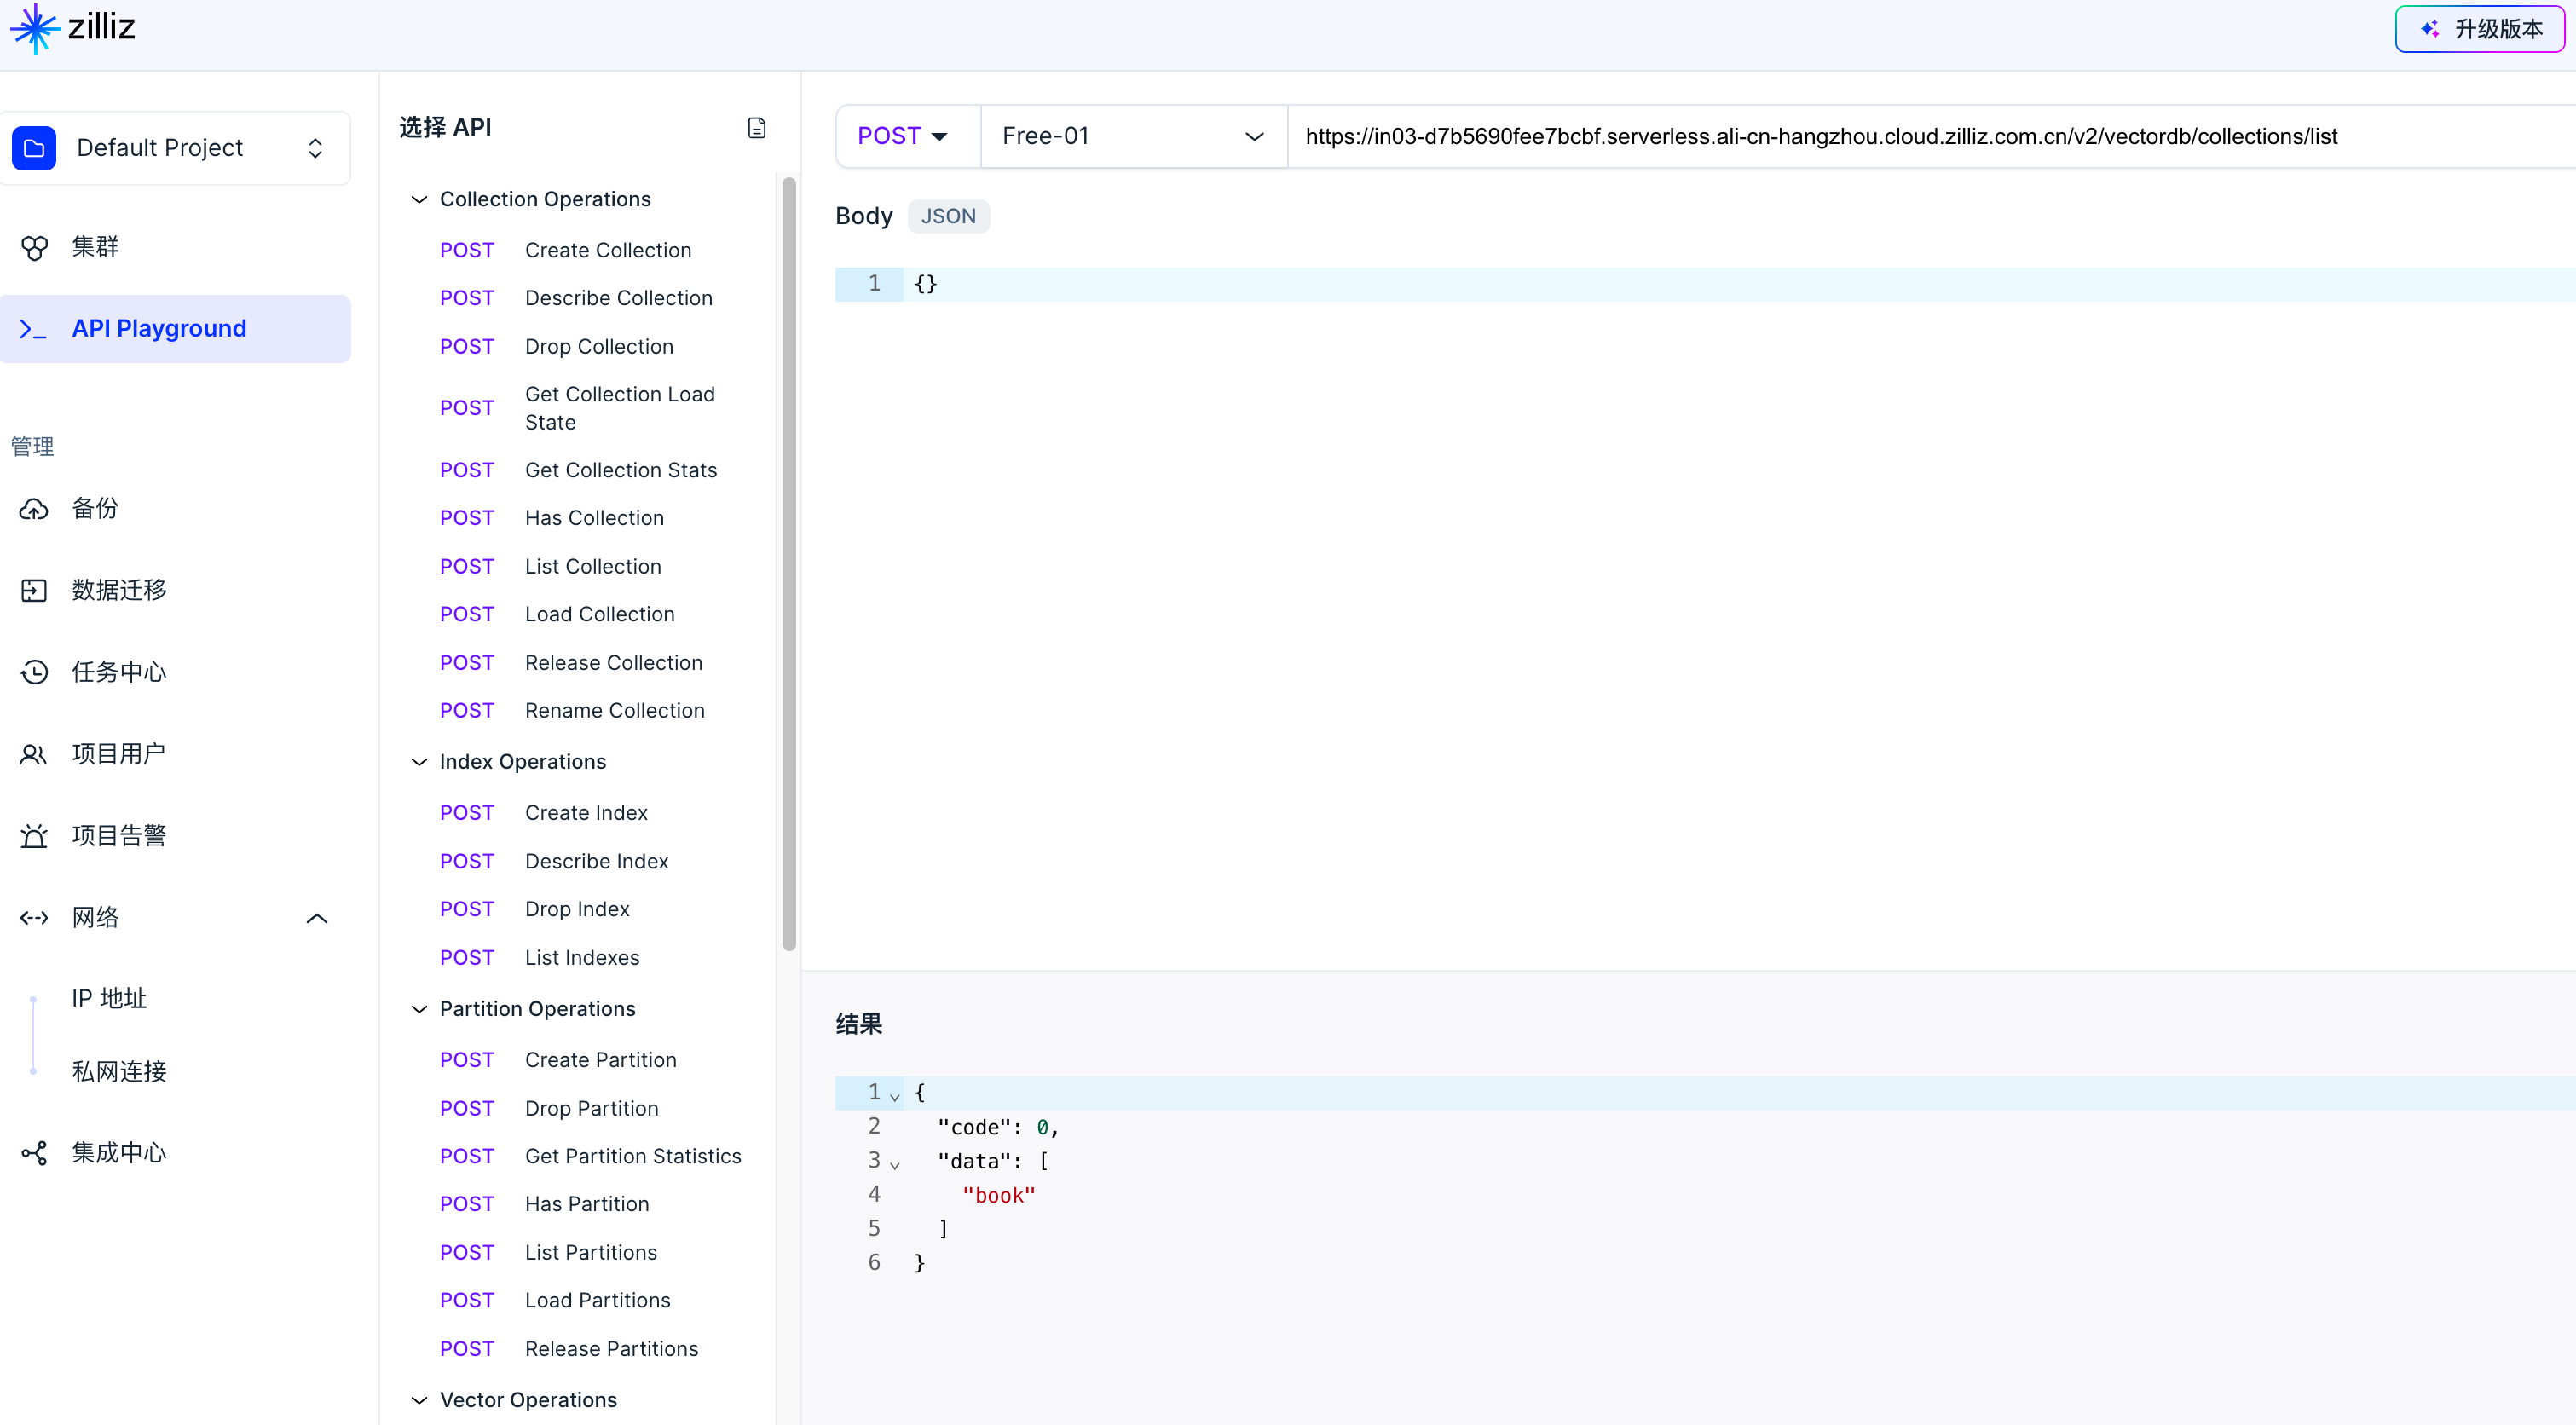 zilliz
升级版本
Default Project
集群
API Playground
管理
备份
数据迁移
任务中心
项目用户
项目告警
网络
IP 地址
私网连接
集成中心
选择 API
Collection Operations
POST Create Collection
POST Describe Collection
POST Drop Collection
POST Get Collection Load
State
POST Get Collection Stats
POST Has Collection
POST List Collection
POST Load Collection
POST Release Collection
POST Rename Collection
Index Operations
POST Create Index
POST Describe Index
POST Drop Index
POST List Indexes
Partition Operations
POST Create Partition
POST Drop Partition
POST Get Partition Statistics
POST Has Partition
POST List Partitions
POST Load Partitions
POST Release Partitions
Vector Operations
POST Free-01 https://in03-d7b5690fee7bcbf.serverless.ali-cn-hangzhou.cloud.zilliz.com.cn/v2/vectordb/collections/list
Body JSON
1 {}
结果
1 {
2 "code": 0,
3 "data": [
4 "book"
5 ]
6 }